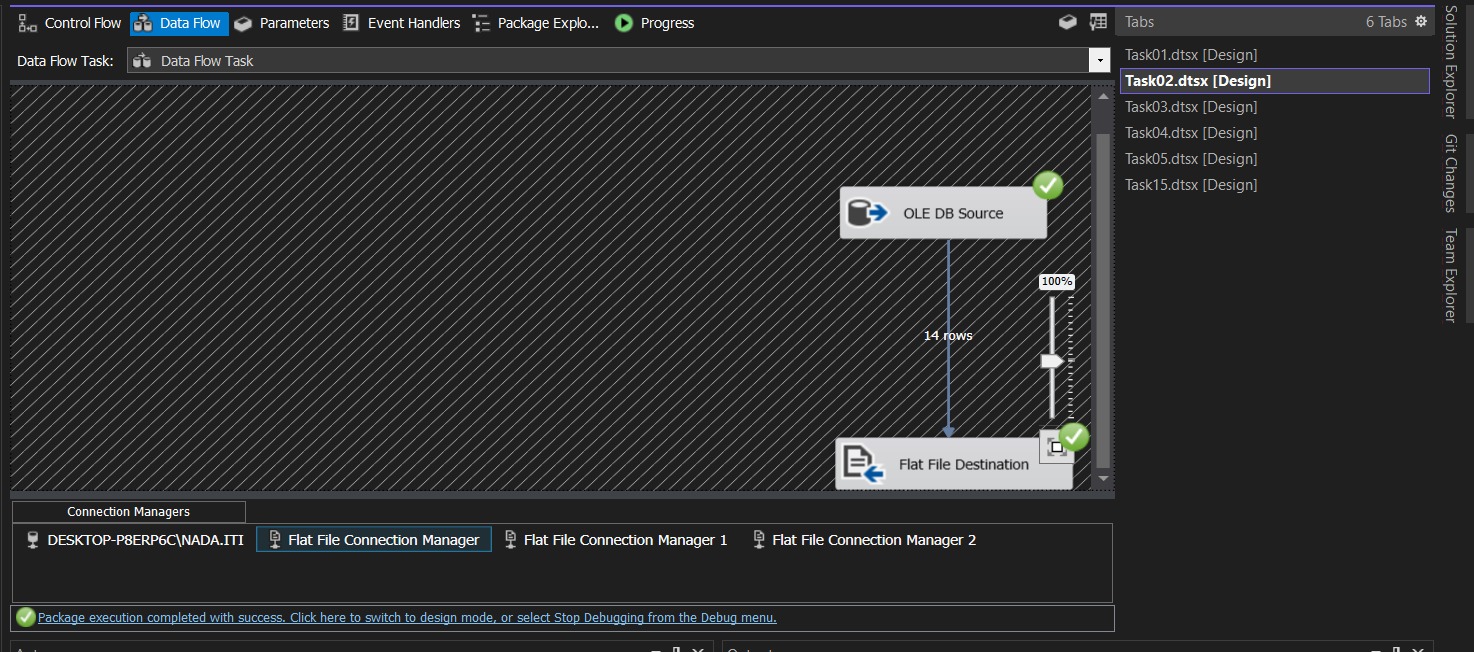 Control Flow Data Flow Parameters Event Handlers Package Explo... Progress
Data Flow Task: Data Flow Task
OLE DB Source
100%
14 rows
Flat File Destination
Connection Managers
DESKTOP-P8ERP6C\NADA.ITI Flat File Connection Manager Flat File Connection Manager 1 Flat File Connection Manager 2
Package execution completed with success. Click here to switch to design mode, or select Stop Debugging from the Debug menu.
Tabs 6 Tabs
Task01.dtsx [Design]
Task02.dtsx [Design]
Task03.dtsx [Design]
Task04.dtsx [Design]
Task05.dtsx [Design]
Task15.dtsx [Design]
Solution Explorer
Git Changes
Team Explorer